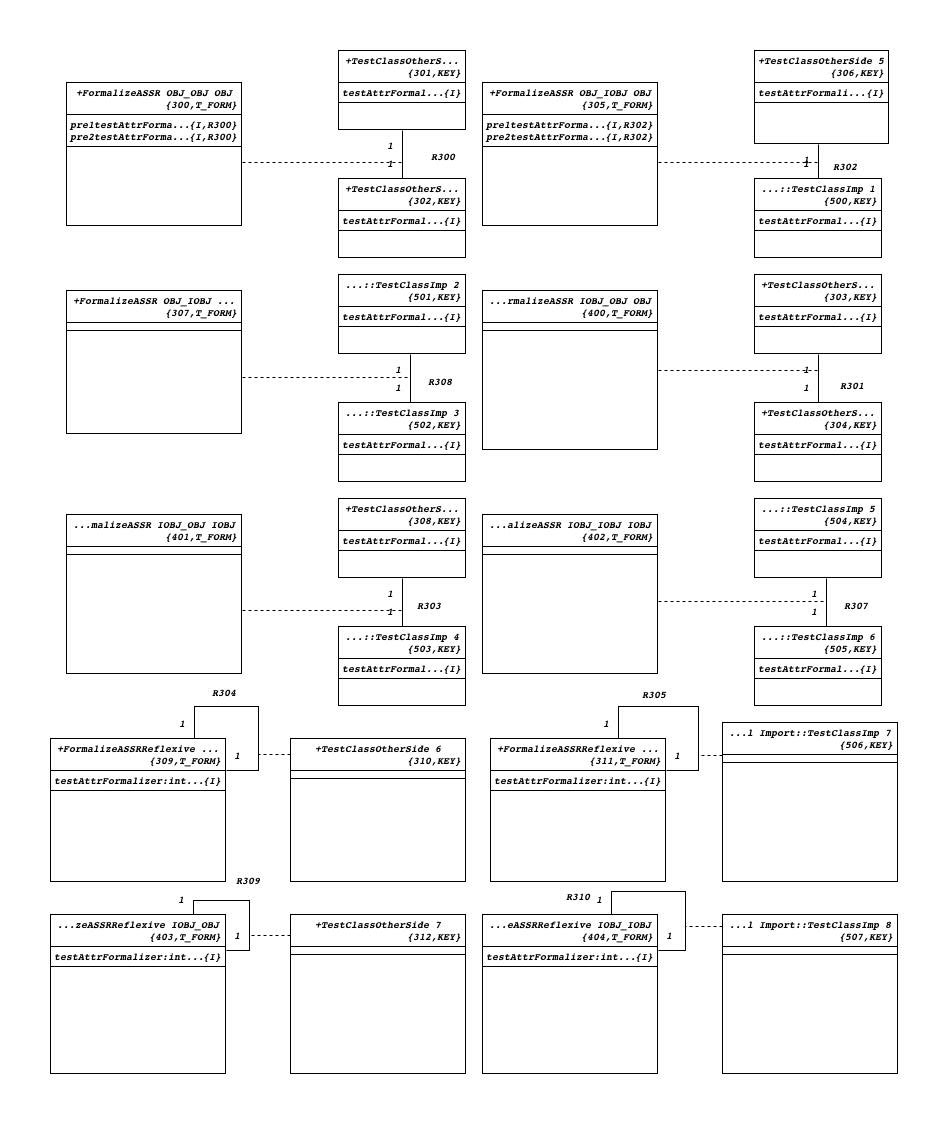 +FormalizeASSR OBJ_OBJ OBJ
{300,T_FORM}
pre1testAttrForma...{I,R300}
pre2testAttrForma...{I,R300}
+TestClassOtherS...
{301,KEY}
testAttrFormal...{I}
1
1
R300
+TestClassOtherS...
{302,KEY}
testAttrFormal...{I}
+FormalizeASSR OBJ_IOBJ OBJ
{305,T_FORM}
pre1testAttrForma...{I,R302}
pre2testAttrForma...{I,R302}
+TestClassOtherSide 5
{306,KEY}
testAttrFormali...{I}
1
1
R302
...::TestClassImp 1
{500,KEY}
testAttrFormal...{I}
+FormalizeASSR OBJ_IOBJ ...
{307,T_FORM}
...::TestClassImp 2
{501,KEY}
testAttrFormal...{I}
1
1
R308
...::TestClassImp 3
{502,KEY}
testAttrFormal...{I}
...rmalizeASSR IOBJ_OBJ OBJ
{400,T_FORM}
+TestClassOtherS...
{303,KEY}
testAttrFormal...{I}
1
1
R301
+TestClassOtherS...
{304,KEY}
testAttrFormal...{I}
...malizeASSR IOBJ_OBJ IOBJ
{401,T_FORM}
+TestClassOtherS...
{308,KEY}
testAttrFormal...{I}
1
1
R303
...::TestClassImp 4
{503,KEY}
testAttrFormal...{I}
...alizeASSR IOBJ_IOBJ IOBJ
{402,T_FORM}
...::TestClassImp 5
{504,KEY}
testAttrFormal...{I}
1
1
R307
...::TestClassImp 6
{505,KEY}
testAttrFormal...{I}
R304
1
1
+FormalizeASSRReflexive ...
{309,T_FORM}
testAttrFormalizer:int...{I}
+TestClassOtherSide 6
{310,KEY}
R305
1
1
+FormalizeASSRReflexive ...
{311,T_FORM}
testAttrFormalizer:int...{I}
...l Import::TestClassImp 7
{506,KEY}
R309
1
1
...zeASSRReflexive IOBJ_OBJ
{403,T_FORM}
testAttrFormalizer:int...{I}
+TestClassOtherSide 7
{312,KEY}
R310
1
1
...eASSRReflexive IOBJ_IOBJ
{404,T_FORM}
testAttrFormalizer:int...{I}
...l Import::TestClassImp 8
{507,KEY}